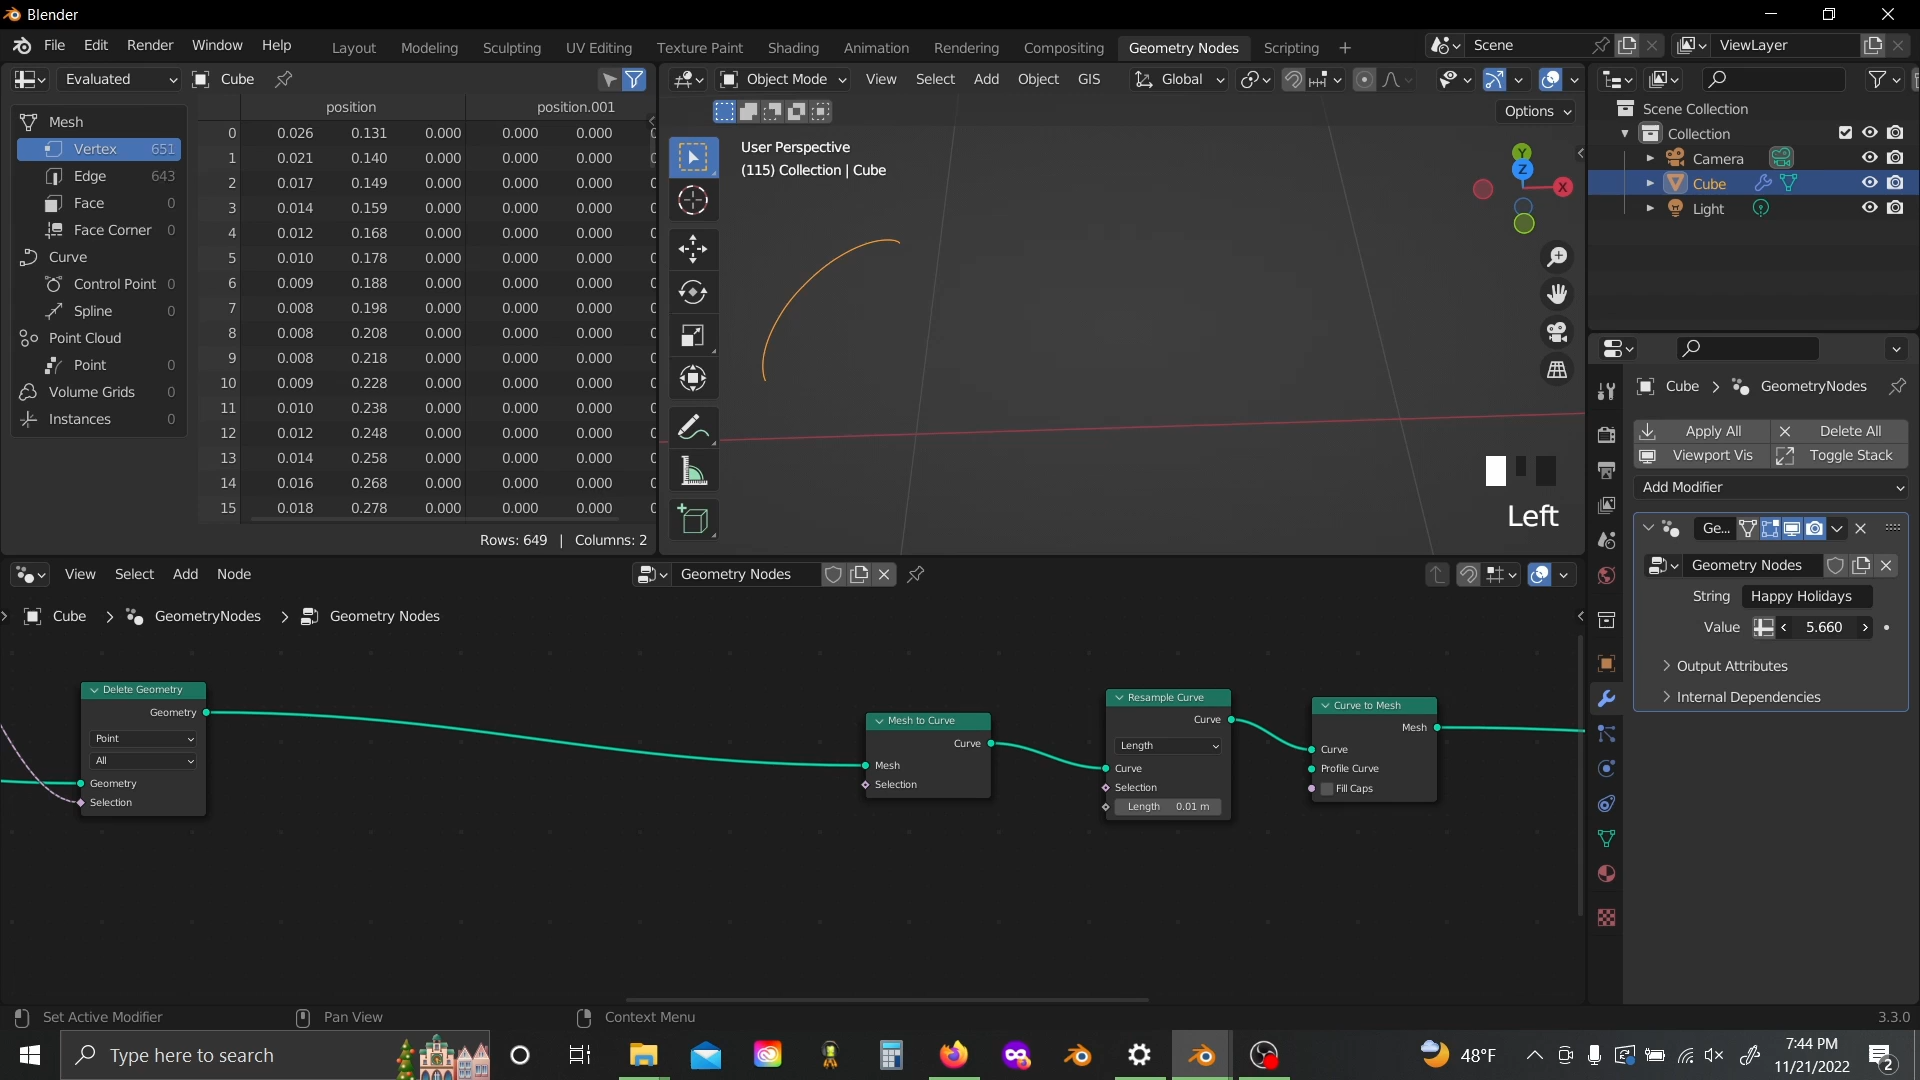 Blender
File Edit Render Window Help
Layout Modeling Sculpting UV Editing Texture Paint Shading Animation Rendering Compositing Geometry Nodes Scripting +
Scene
ViewLayer
Evaluated Cube
position position.001
Mesh
Vertex 651
Edge 643
Face 0
Face Corner 0
Curve
Control Point 0
Spline 0
Point Cloud
Point 0
Volume Grids 0
Instances 0
0 0.026 0.131 0.000 0.000 0.000
1 0.021 0.140 0.000 0.000 0.000
2 0.017 0.149 0.000 0.000 0.000
3 0.014 0.159 0.000 0.000 0.000
4 0.012 0.168 0.000 0.000 0.000
5 0.010 0.178 0.000 0.000 0.000
6 0.009 0.188 0.000 0.000 0.000
7 0.008 0.198 0.000 0.000 0.000
8 0.008 0.208 0.000 0.000 0.000
9 0.008 0.218 0.000 0.000 0.000
10 0.009 0.228 0.000 0.000 0.000
11 0.010 0.238 0.000 0.000 0.000
12 0.012 0.248 0.000 0.000 0.000
13 0.014 0.258 0.000 0.000 0.000
14 0.016 0.268 0.000 0.000 0.000
15 0.018 0.278 0.000 0.000 0.000
Rows: 649 | Columns: 2
Object Mode View Select Add Object GIS Global
Options
User Perspective
(115) Collection | Cube
Y
Z
X
Left
Scene Collection
Collection
Camera
Cube
Light
Cube > GeometryNodes
Apply All Delete All
Viewport Vis Toggle Stack
Add Modifier
Ge...
Geometry Nodes
String Happy Holidays
Value 5.660
Output Attributes
Internal Dependencies
View Select Add Node
Geometry Nodes
Cube > GeometryNodes > Geometry Nodes
Delete Geometry
Geometry
Point
All
Geometry
Selection
Mesh to Curve
Curve
Mesh
Selection
Resample Curve
Curve
Length
Curve
Selection
Length 0.01 m
Curve to Mesh
Mesh
Curve
Profile Curve
Fill Caps
Set Active Modifier Pan View Context Menu
3.3.0
Type here to search
48°F
7:44 PM
11/21/2022
2